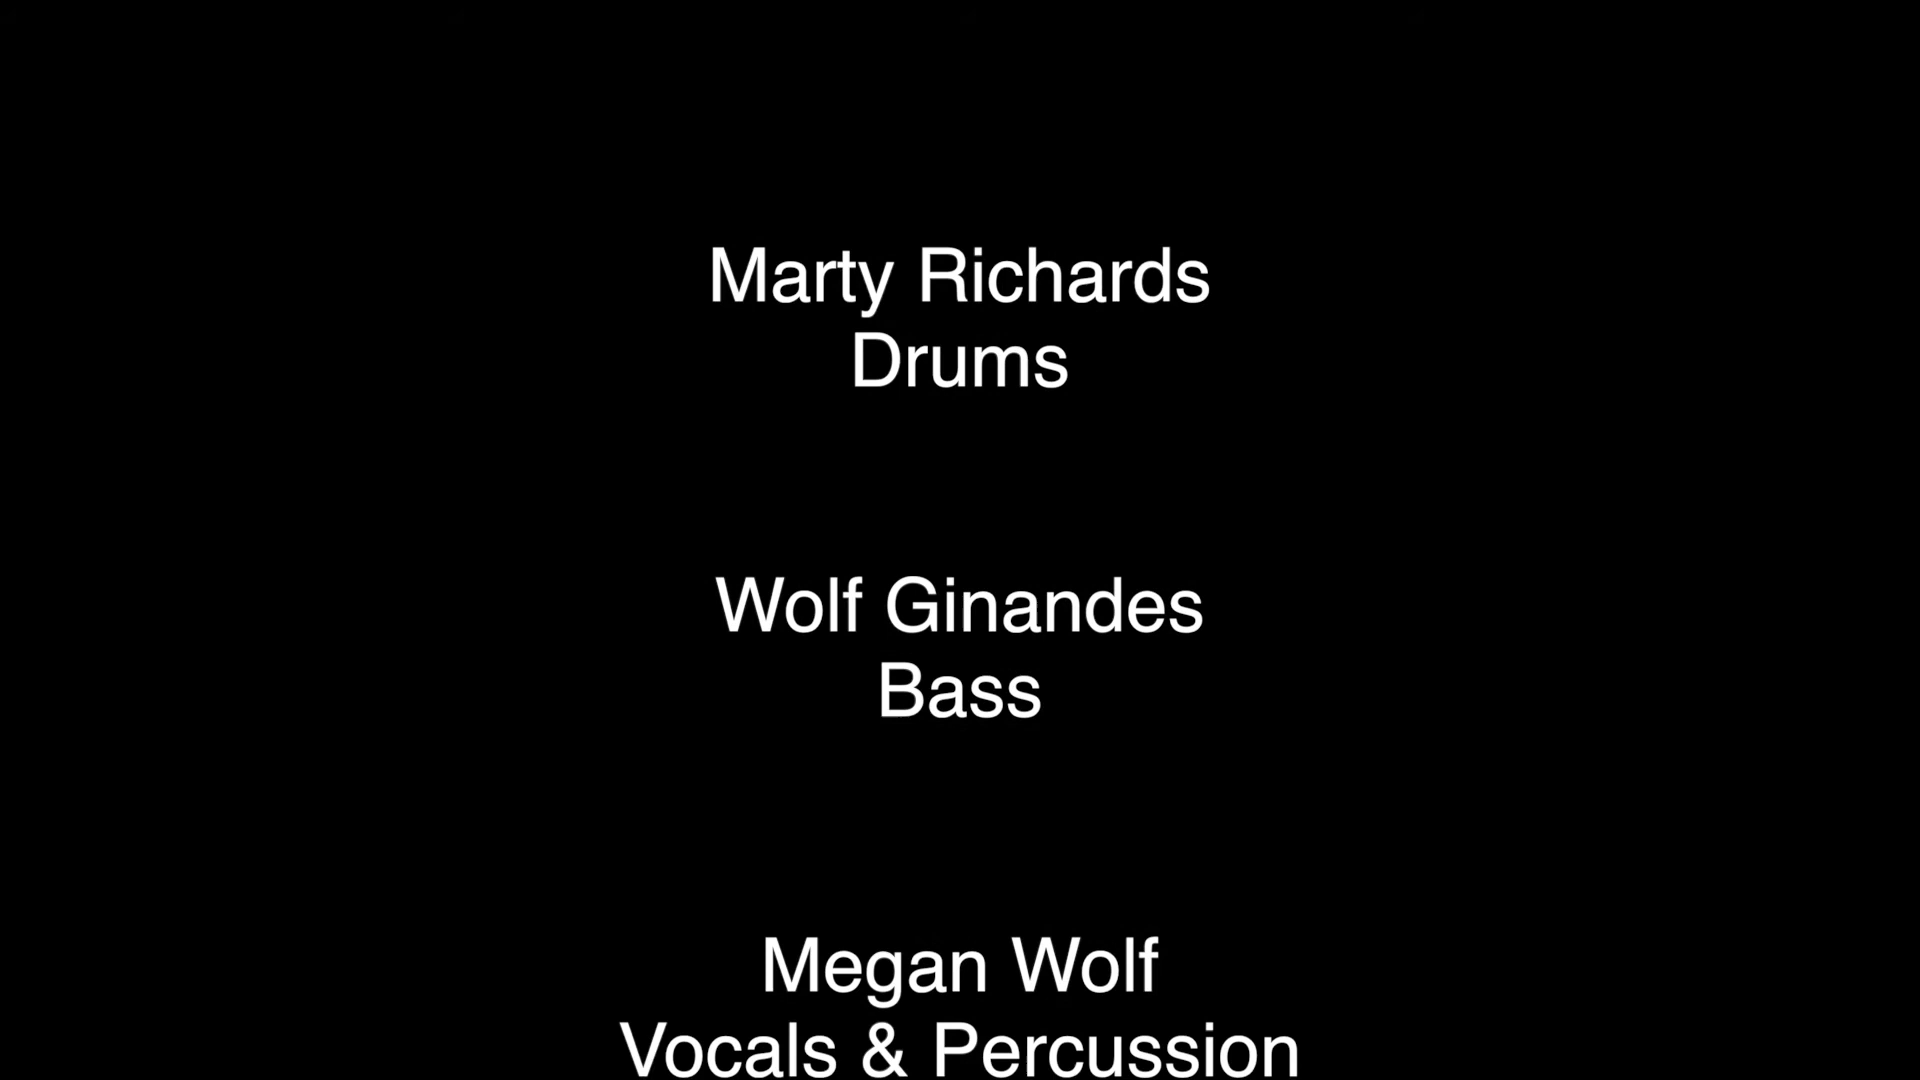 Marty Richards
Drums
Wolf Ginandes
Bass
Megan Wolf
Vocals & Percussion